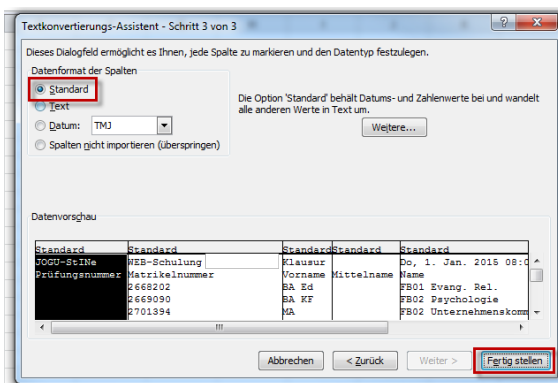 Textkonvertierungs-Assistent - Schritt 3 von 3
Dieses Dialogfeld ermöglicht es Ihnen, jede Spalte zu markieren und den Datentyp festzulegen.
Datenformat der Spalten
Standard
Text
Datum: TMJ
Spalten nicht importieren (überspringen)
Die Option 'Standard' behält Datums- und Zahlenwerte bei und wandelt
alle anderen Werte in Text um.
Weitere...
Datenvorschau
Standard Standard Standard Standard Standard
JOGU-StINe WEB-Schulung Klausur Do, 1. Jan. 2015 08:0
Prüfungsnummer Matrikelnummer Vorname Mittelname Name
2668202 BA Ed FB01 Evang. Rel.
2669090 BA KF FB02 Psychologie
2701394 MA FB02 Unternehmenskomm
Abbrechen < Zurück Weiter > Fertig stellen